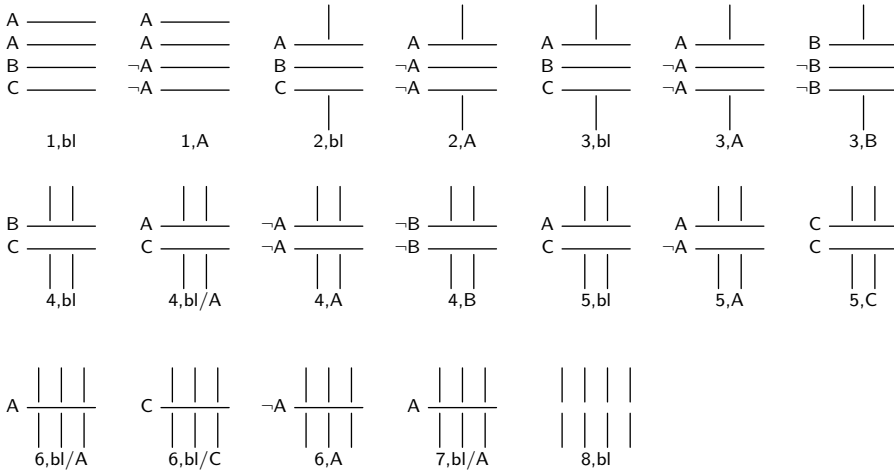 A A
A A A A A A B
B ¬A B ¬A B ¬A ¬B
C ¬A C ¬A C ¬A ¬B
1,bl 1,A 2,bl 2,A 3,bl 3,A 3,B
B A ¬A ¬B A A C
C C ¬A ¬B C ¬A C
4,bl 4,bl/A 4,A 4,B 5,bl 5,A 5,C
A C ¬A A
6,bl/A 6,bl/C 6,A 7,bl/A 8,bl